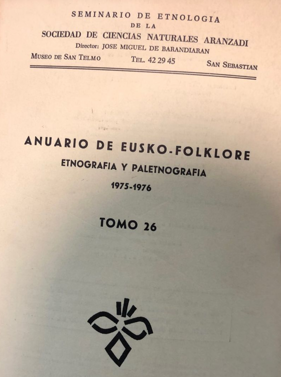 SEMINARIO DE ETNOLOGIA
DE LA
SOCIEDAD DE CIENCIAS NATURALES ARANZADI
Director: JOSE MIGUEL DE BARANDIARAN
MUSEO DE SAN TELMO TEL. 42 29 45 SAN SEBASTIAN
ANUARIO DE EUSKO-FOLKLORE
ETNOGRAFIA Y PALETNOGRAFIA
1975-1976
TOMO 26